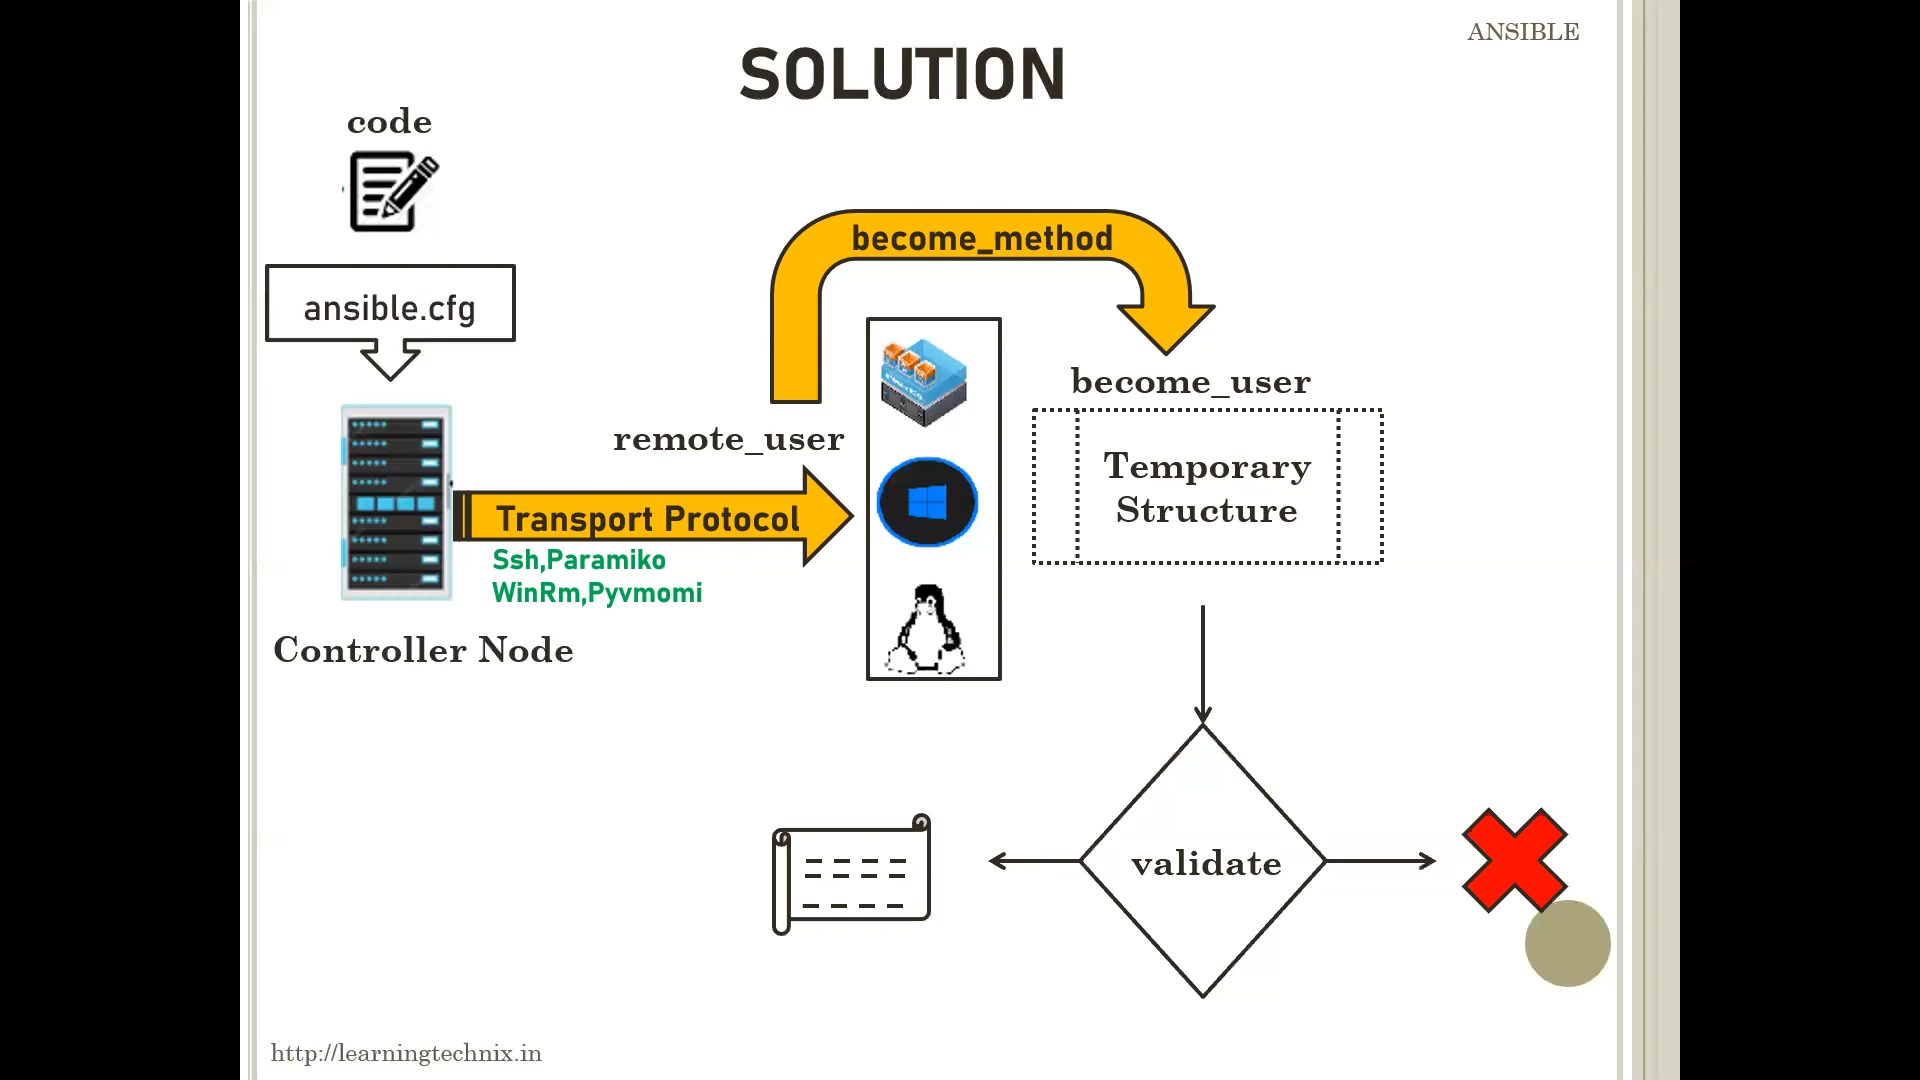 ANSIBLE
SOLUTION
code
become_method
ansible.cfg
become_user
remote_user
Temporary
Structure
Transport Protocol
Ssh,Paramiko
WinRm,Pyvmomi
Controller Node
validate
http://learningtechnix.in